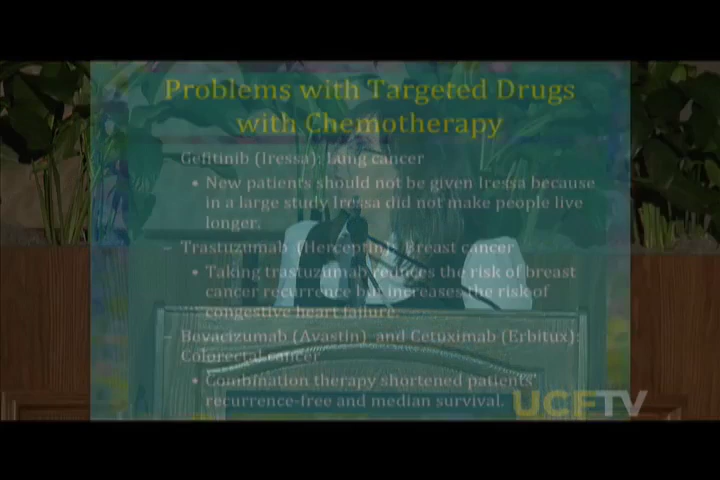 Problems with Targeted Drugs
with Chemotherapy
– Gefitinib (Iressa): Lung cancer
• New patients should not be given Iressa because
in a large study Iressa did not make people live
longer.
– Trastuzumab (Herceptin): Breast cancer
• Taking trastuzumab reduces the risk of breast
cancer recurrence but increases the risk of
congestive heart failure.
– Bevacizumab (Avastin) and Cetuximab (Erbitux):
Colorectal cancer
• Combination therapy shortened patients'
recurrence-free and median survival.
UCFTV